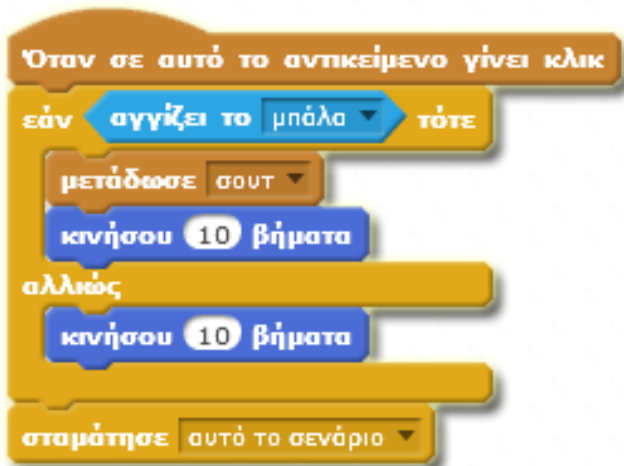 Όταν σε αυτό το αντικείμενο γίνει κλικ
εάν αγγίζει το μπάλα τότε
μετάδωσε σουτ
κινήσου 10 βήματα
αλλιώς
κινήσου 10 βήματα
σταμάτησε αυτό το σενάριο